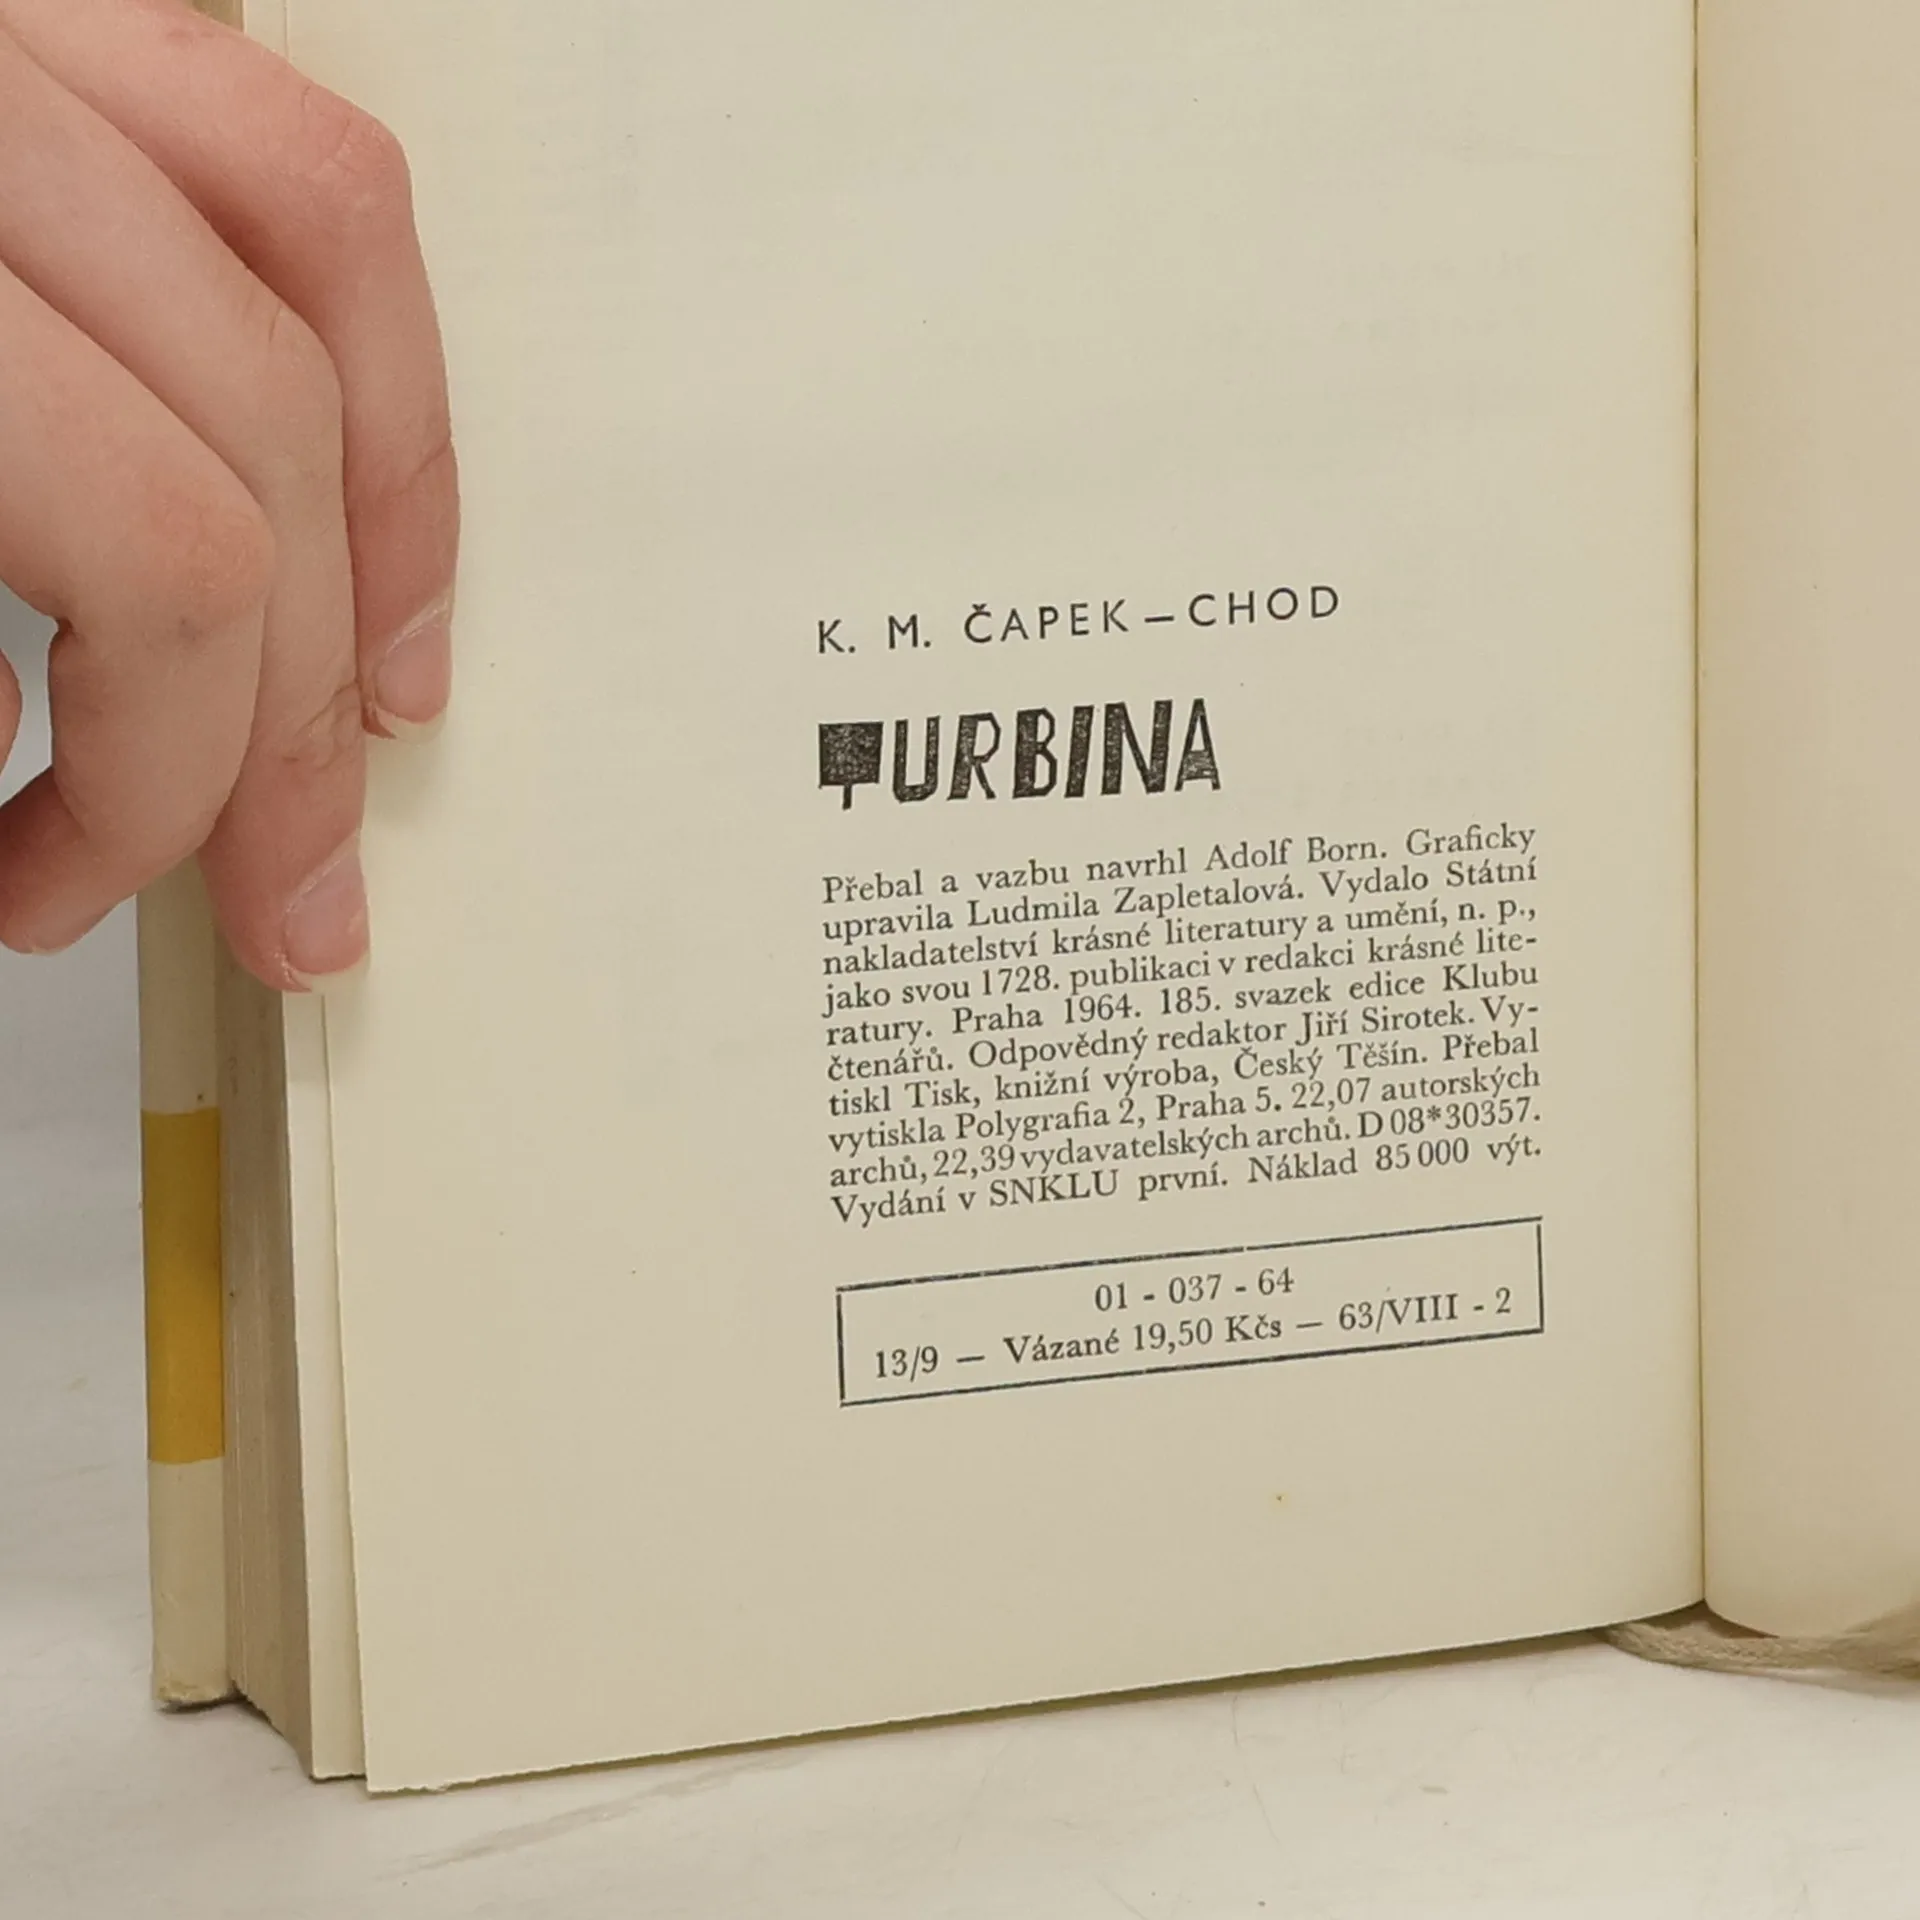 K. M. ČAPEK – CHOD
TURBINA
Přebal a vazbu navrhl Adolf Born. Graficky
upravila Ludmila Zapletalová. Vydalo Státní
nakladatelství krásné literatury a umění, n. p.,
jako svou 1728. publikaci v redakci krásné lite-
ratury. Praha 1964. 185. svazek edice Klubu
čtenářů. Odpovědný redaktor Jiří Sirotek. Vy-
tiskl Tisk, knižní výroba, Český Těšín. Přebal
vytiskla Polygrafia 2, Praha 5. 22,07 autorských
archů, 22,39 vydavatelských archů. D 08*30357.
Vydání v SNKLU první. Náklad 85 000 výt.
01 - 037 - 64
13/9 — Vázané 19,50 Kčs — 63/VIII - 2